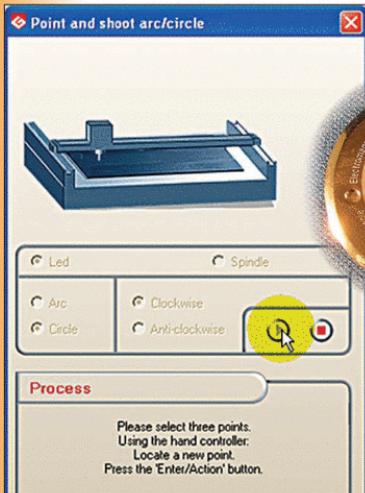 Point and shoot arc/circle
Led
Spindle
Arc
Clockwise
Circle
Anti-clockwise
Process
Please select three points.
Using the hand controller:
Locate a new point.
Press the 'Enter/Action' button.